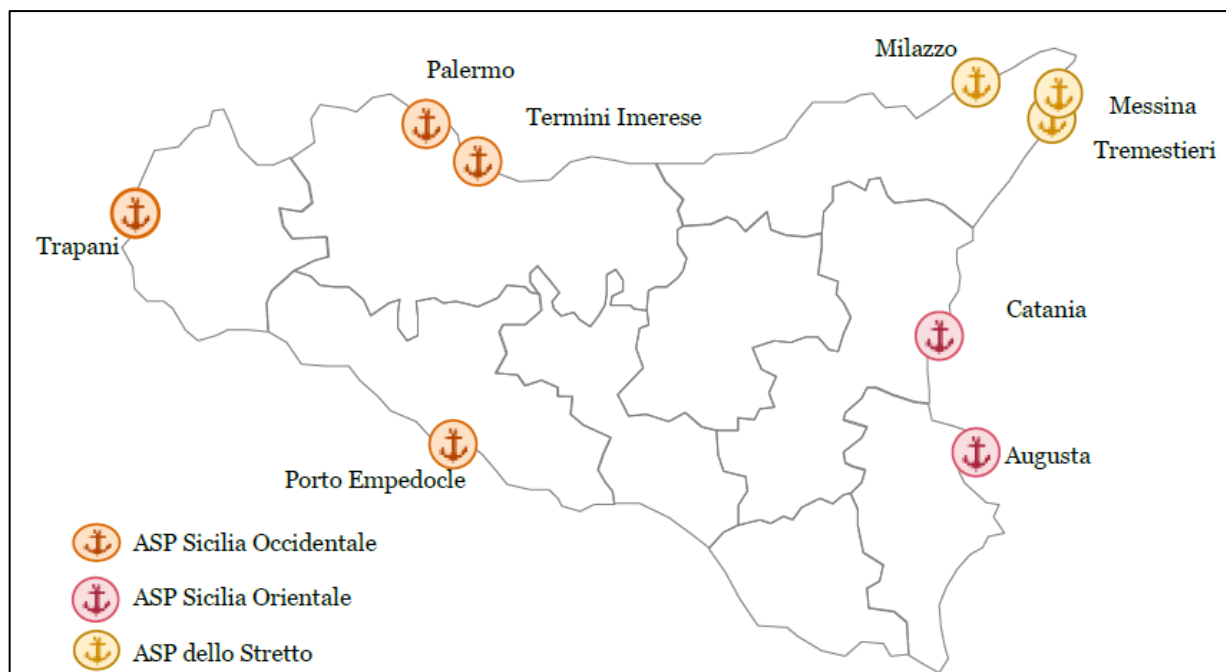 Milazzo
Palermo
Messina
Termini Imerese
Tremestieri
Trapani
Catania
Augusta
Porto Empedocle
ASP Sicilia Occidentale
ASP Sicilia Orientale
ASP dello Stretto